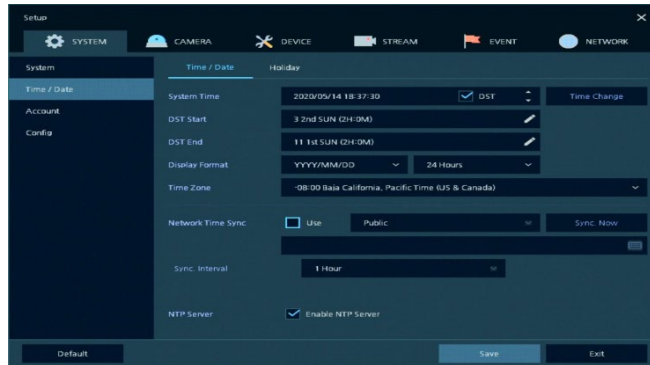 Setup
SYSTEM CAMERA DEVICE STREAM EVENT NETWORK
System
Time / Date
Account
Config
Time / Date Holiday
System Time 2020/05/14 18:37:30 DST Time Change
DST Start 3 2nd SUN (2H:0M)
DST End 11 1st SUN (2H:0M)
Display Format YYYY/MM/DD 24 Hours
Time Zone -08:00 Baja California, Pacific Time (US & Canada)
Network Time Sync Use Public Sync. Now
Sync. Interval 1 Hour
NTP Server Enable NTP Server
Default Save Exit